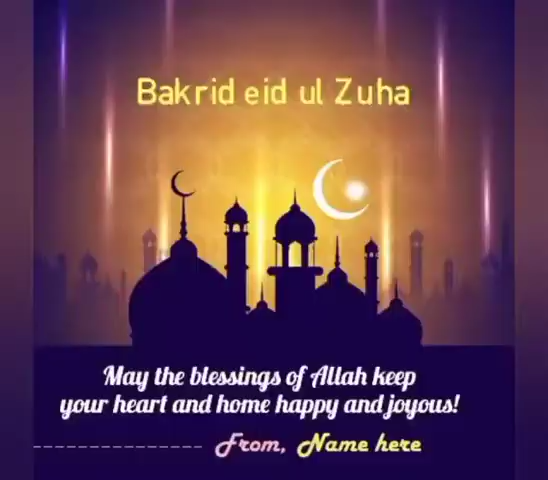 Bakrid eid ul Zuha
May the blessings of Allah keep
your heart and home happy and joyous!
--------------- From, Name here